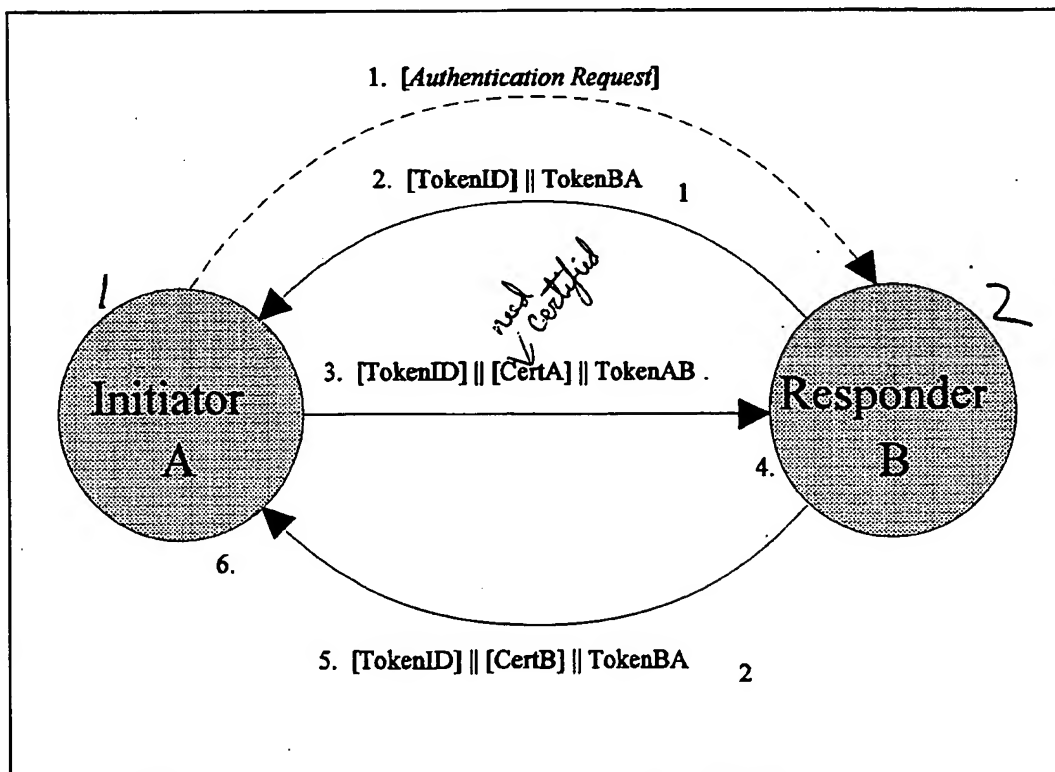 1. [Authentication Request]
2. [TokenID] || TokenBA 1
1
need certified
2
3. [TokenID] || [CertA] || TokenAB .
Initiator
A
Responder
B
4.
6.
5. [TokenID] || [CertB] || TokenBA 2